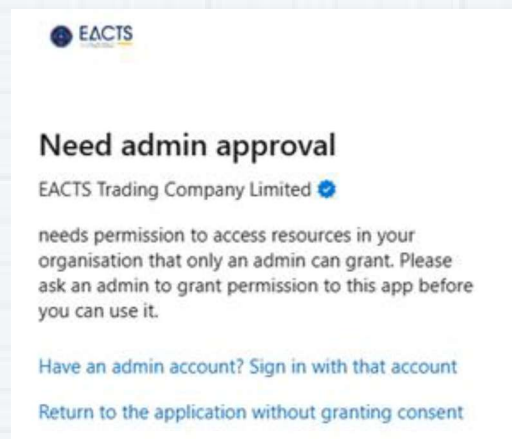 EACTS
Need admin approval
EACTS Trading Company Limited
needs permission to access resources in your
organisation that only an admin can grant. Please
ask an admin to grant permission to this app before
you can use it.
Have an admin account? Sign in with that account
Return to the application without granting consent